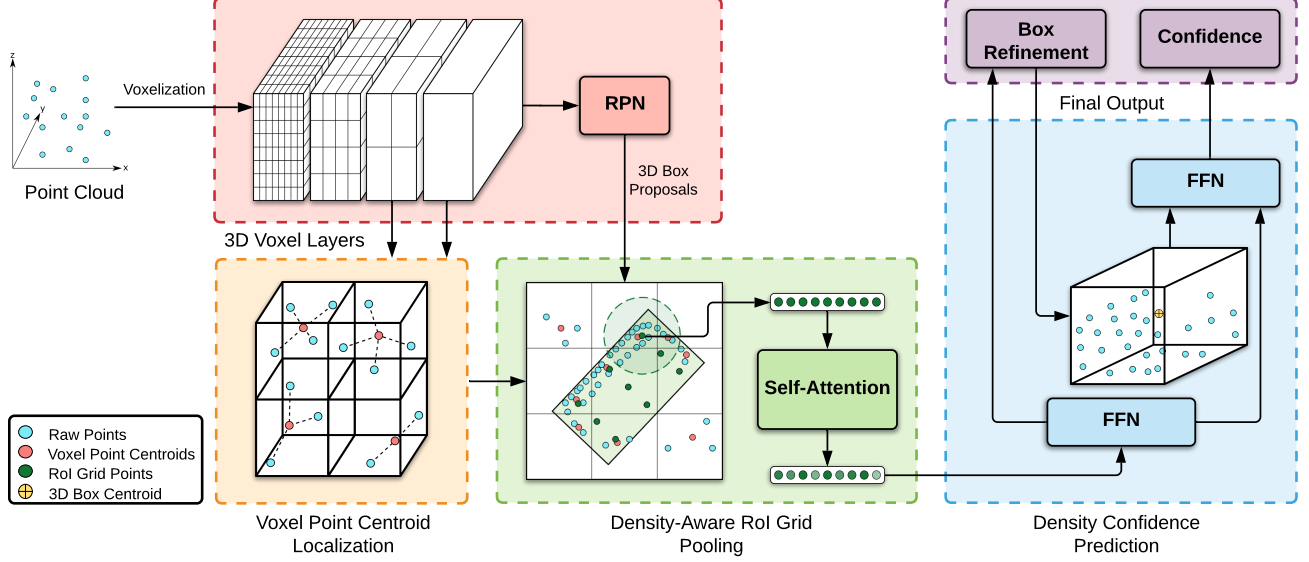 z
y
x
Point Cloud
Voxelization
RPN
3D Box
Proposals
3D Voxel Layers
Box
Refinement
Confidence
Final Output
FFN
FFN
Self-Attention
Raw Points
Voxel Point Centroids
RoI Grid Points
3D Box Centroid
Voxel Point Centroid
Localization
Density-Aware RoI Grid
Pooling
Density Confidence
Prediction